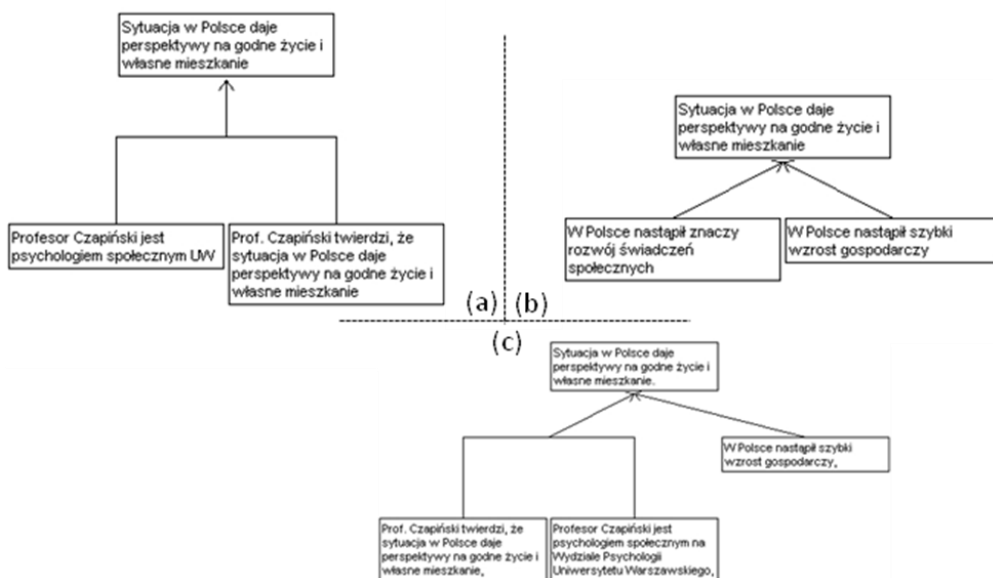 Sytuacja w Polsce daje
perspektywy na godne życie i
własne mieszkanie
Profesor Czapiński jest
psychologiem społecznym UW
Prof. Czapiński twierdzi, że
sytuacja w Polsce daje
perspektywy na godne życie i
własne mieszkanie
(a)
Sytuacja w Polsce daje
perspektywy na godne życie i
własne mieszkanie
W Polsce nastąpił znaczy
rozwój świadczeń
społecznych
W Polsce nastąpił szybki
wzrost gospodarczy
(b)
(c)
Sytuacja w Polsce daje
perspektywy na godne życie i
własne mieszkanie.
W Polsce nastąpił szybki
wzrost gospodarczy,
Prof. Czapiński twierdzi, że
sytuacja w Polsce daje
perspektywy na godne życie i
własne mieszkanie,
Profesor Czapiński jest
psychologiem społecznym na
Wydziale Psychologii
Uniwersytetu Warszawskiego,